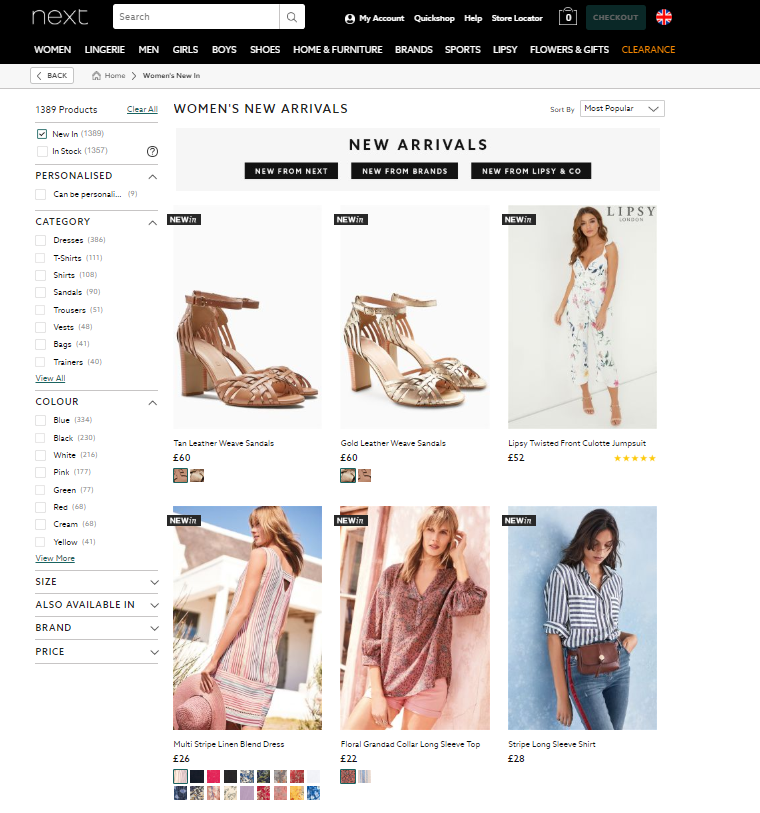 next
Search
My Account
Quickshop
Help
Store Locator
0
CHECKOUT
WOMEN
LINGERIE
MEN
GIRLS
BOYS
SHOES
HOME & FURNITURE
BRANDS
SPORTS
LIPSY
FLOWERS & GIFTS
CLEARANCE
BACK
Home
Women's New In
1389 Products
Clear All
New In (1389)
In Stock (1357)
?
PERSONALISED
Can be personali... (9)
CATEGORY
Dresses (386)
T-Shirts (111)
Shirts (108)
Sandals (90)
Trousers (51)
Vests (48)
Bags (41)
Trainers (40)
View All
COLOUR
Blue (334)
Black (230)
White (216)
Pink (177)
Green (77)
Red (68)
Cream (68)
Yellow (41)
View More
SIZE
ALSO AVAILABLE IN
BRAND
PRICE
WOMEN'S NEW ARRIVALS
Sort By
Most Popular
NEW ARRIVALS
NEW FROM NEXT
NEW FROM BRANDS
NEW FROM LIPSY & CO
NEWin
Tan Leather Weave Sandals
£60
NEWin
Gold Leather Weave Sandals
£60
NEWin
LIPSY
LONDON
Lipsy Twisted Front Culotte Jumpsuit
£52
NEWin
Multi Stripe Linen Blend Dress
£26
NEWin
Floral Grandad Collar Long Sleeve Top
£22
NEWin
Stripe Long Sleeve Shirt
£28